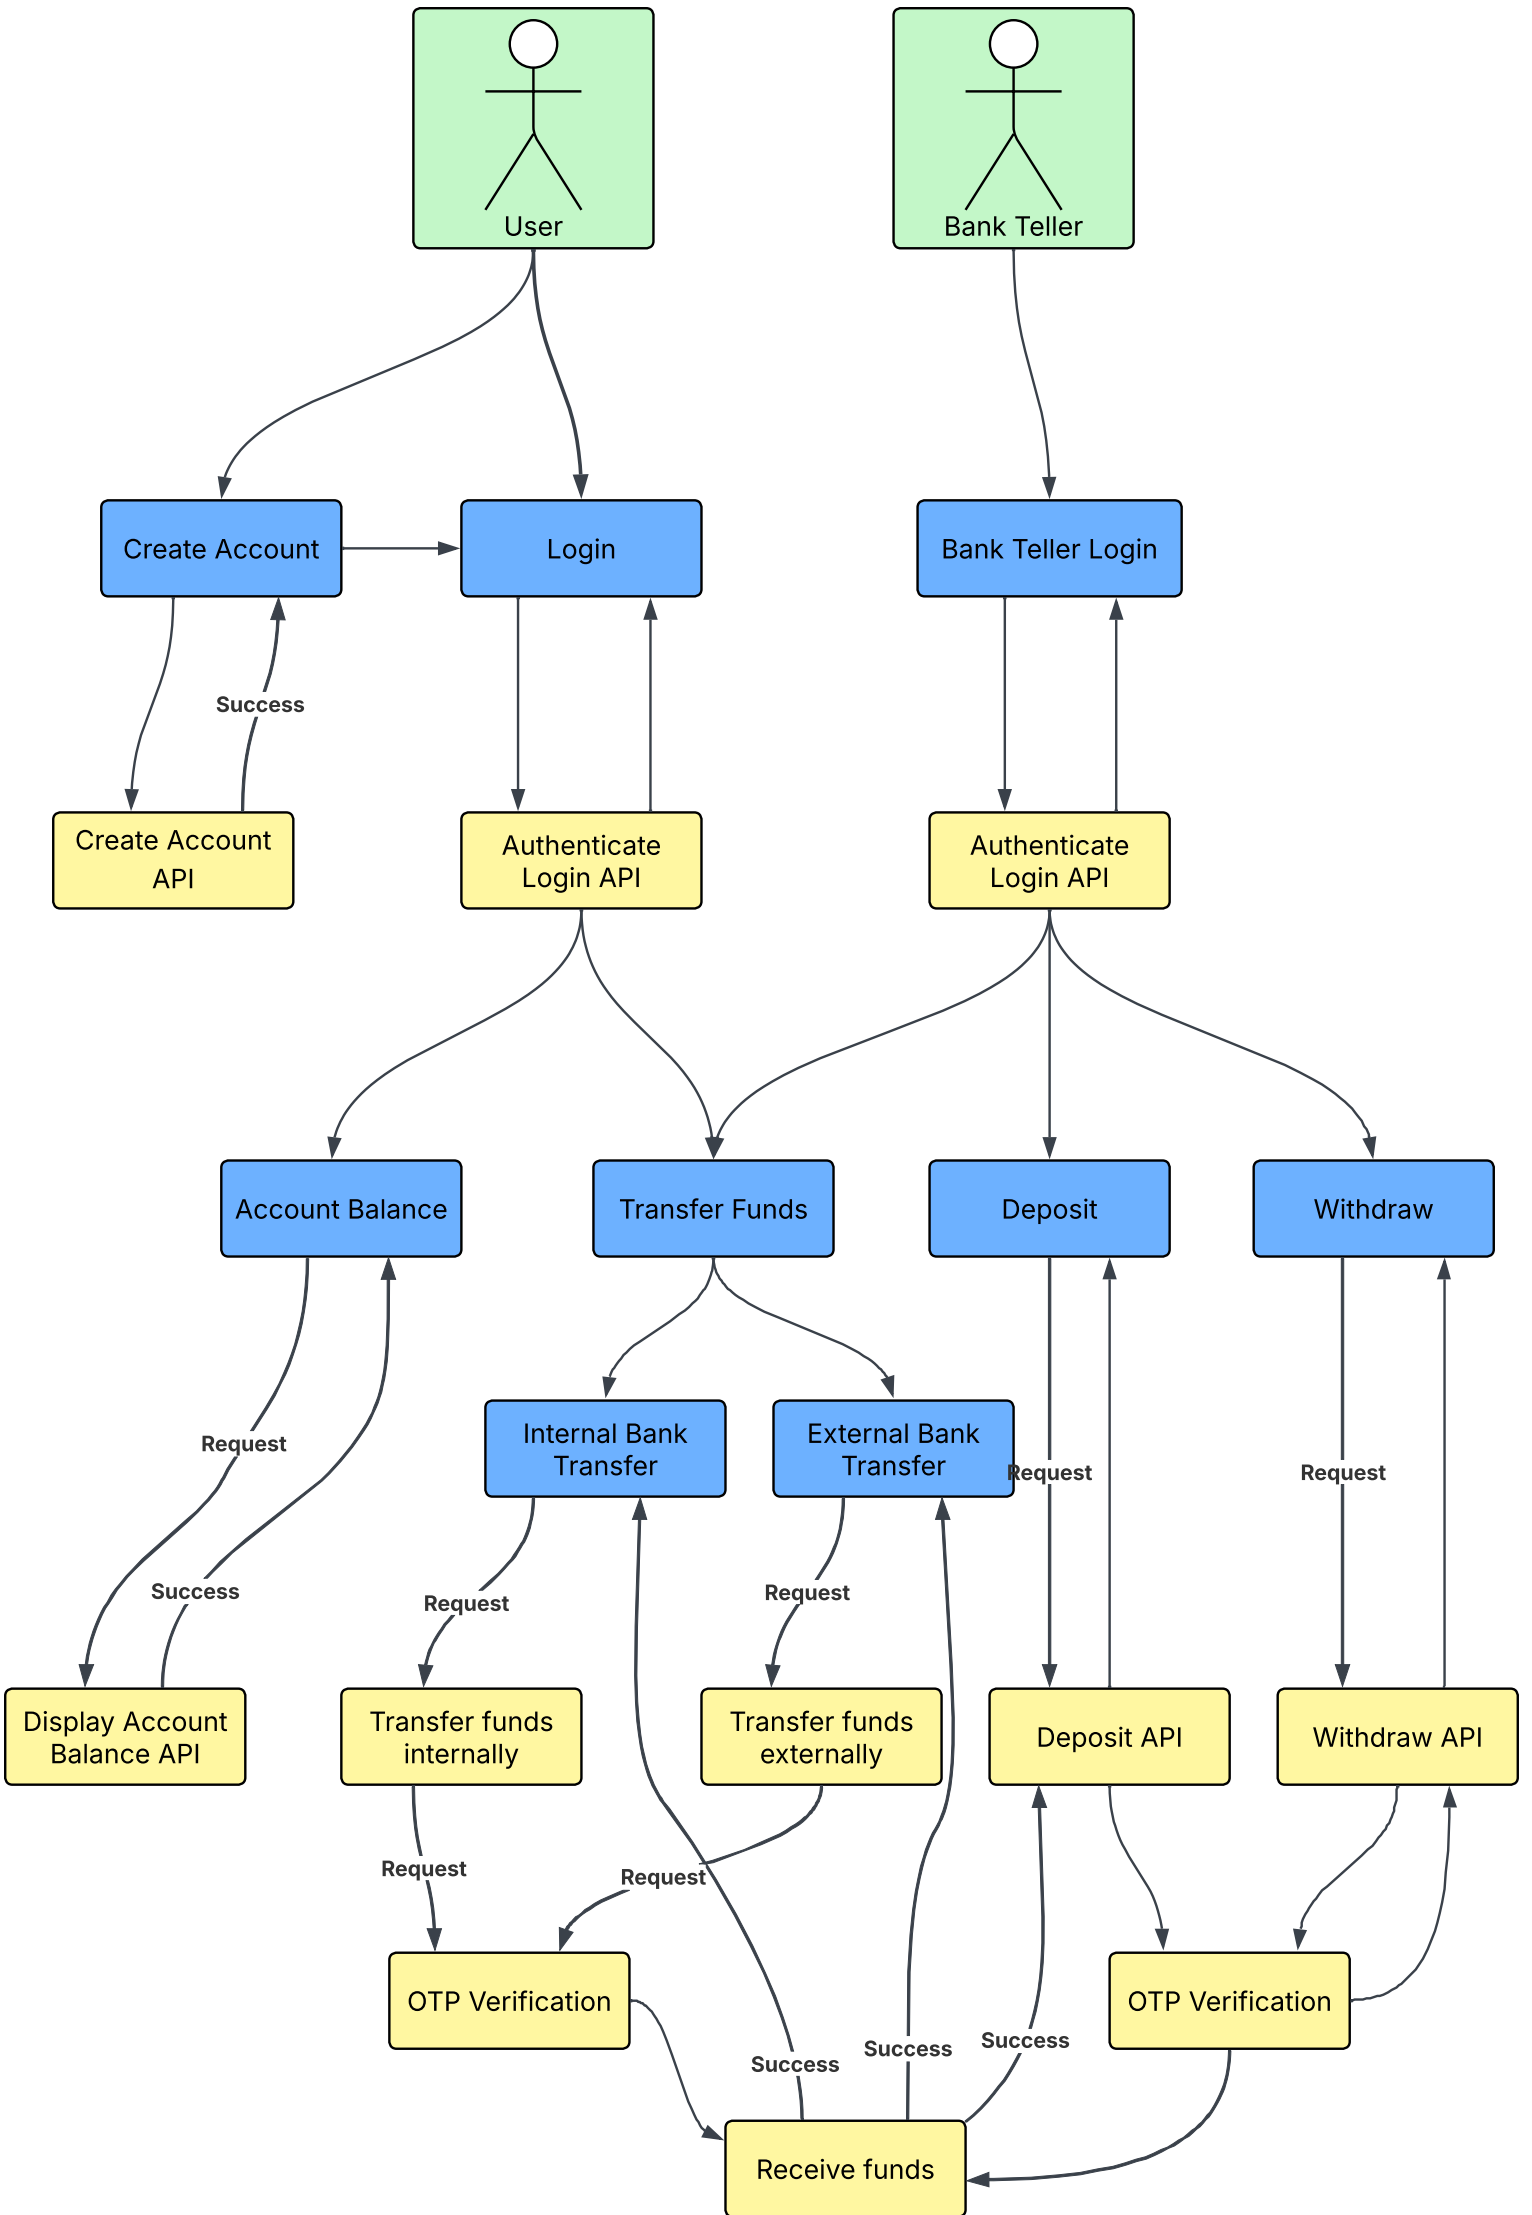 User
Bank Teller
Create Account
Login
Bank Teller Login
Success
Create Account
API
Authenticate
Login API
Authenticate
Login API
Account Balance
Transfer Funds
Deposit
Withdraw
Internal Bank
Transfer
External Bank
Transfer
Request
Request
Request
Success
Request
Request
Display Account
Balance API
Transfer funds
internally
Transfer funds
externally
Deposit API
Withdraw API
Request
Request
OTP Verification
OTP Verification
Success
Success
Success
Receive funds